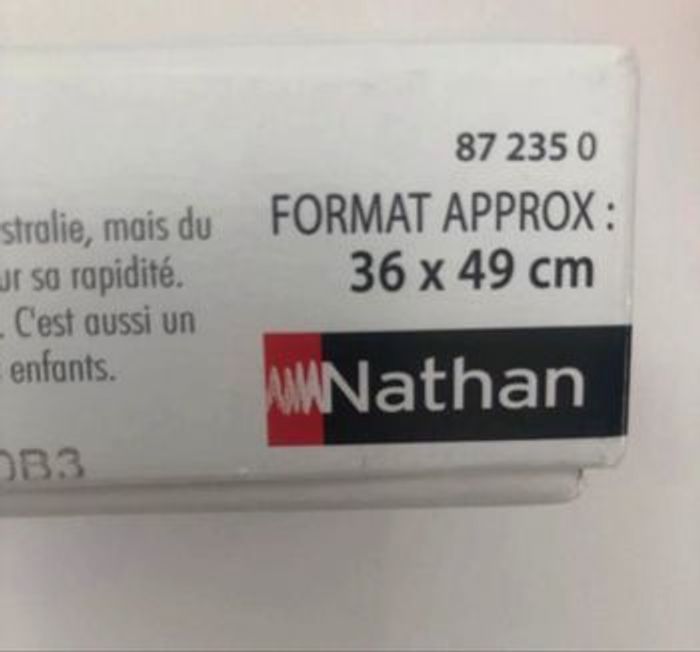 87 235 0
FORMAT APPROX :
36 x 49 cm
Nathan
stralie, mais du
ur sa rapidité.
. C'est aussi un
enfants.
0B3